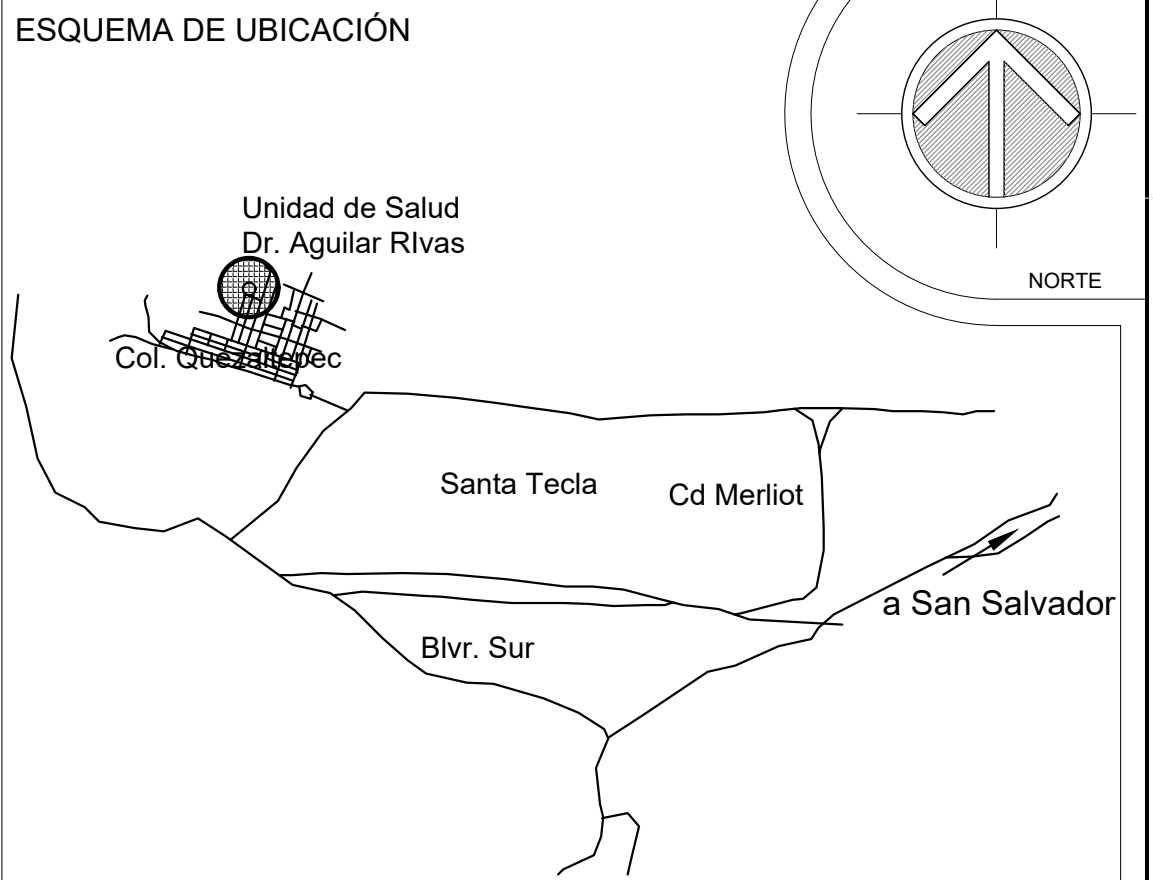 ESQUEMA DE UBICACIÓN
NORTE
Unidad de Salud
Dr. Aguilar RIvas
Col. Quezaltepec
Santa Tecla
Cd Merliot
a San Salvador
Blvr. Sur